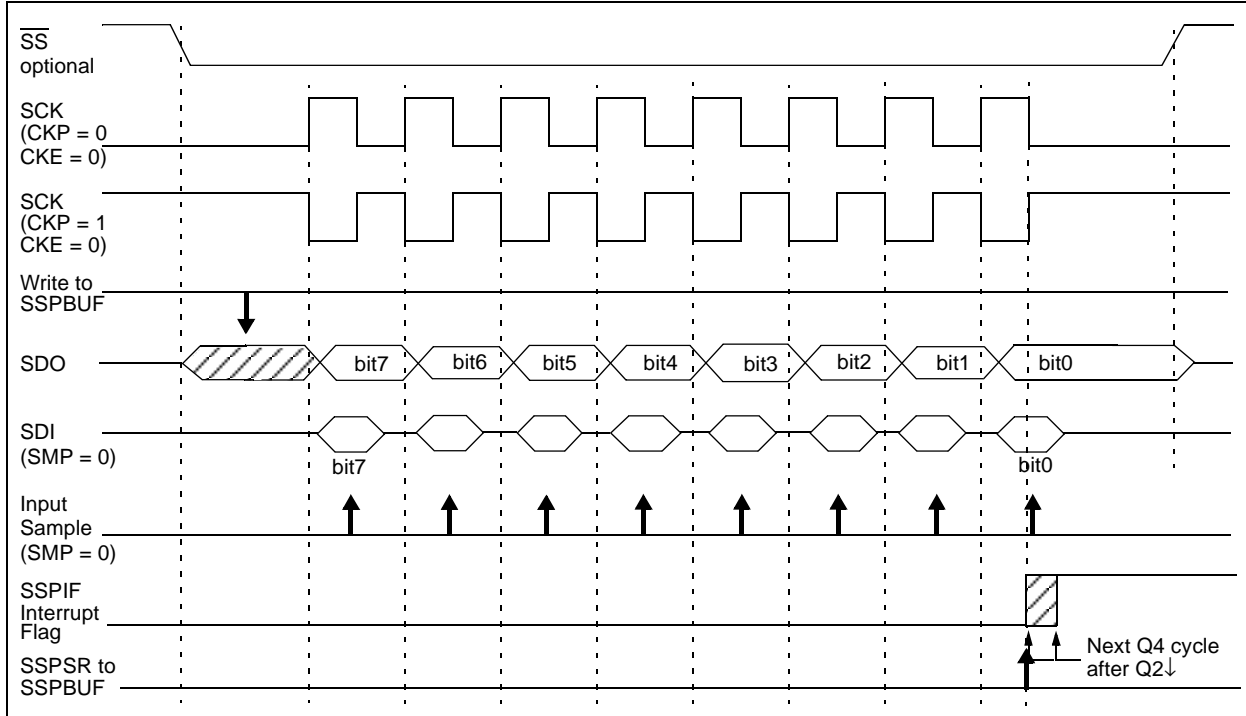 SS
optional
SCK
(CKP = 0
CKE = 0)
SCK
(CKP = 1
CKE = 0)
Write to
SSPBUF
SDO
bit7
bit6
bit5
bit4
bit3
bit2
bit1
bit0
SDI
(SMP = 0)
bit7
bit0
Input
Sample
(SMP = 0)
SSPIF
Interrupt
Flag
Next Q4 cycle
after Q2↓
SSPSR to
SSPBUF